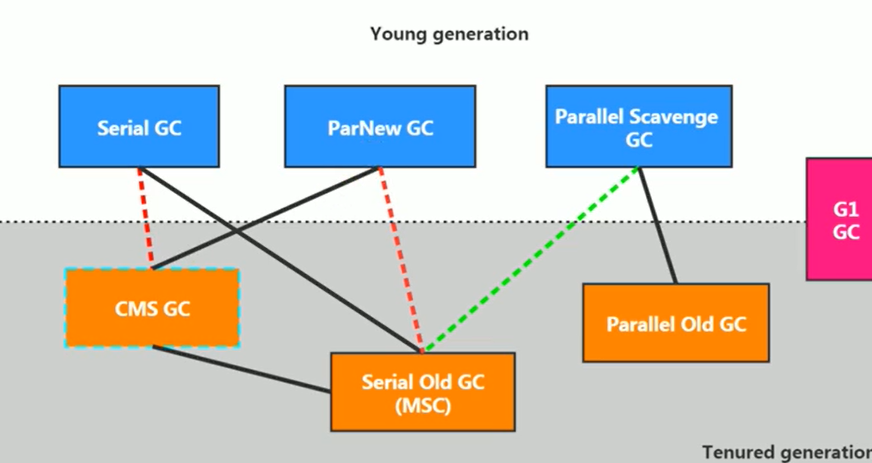 Young generation
Serial GC
ParNew GC
Parallel Scavenge
GC
G1
GC
CMS GC
Parallel Old GC
Serial Old GC
(MSC)
Tenured generation